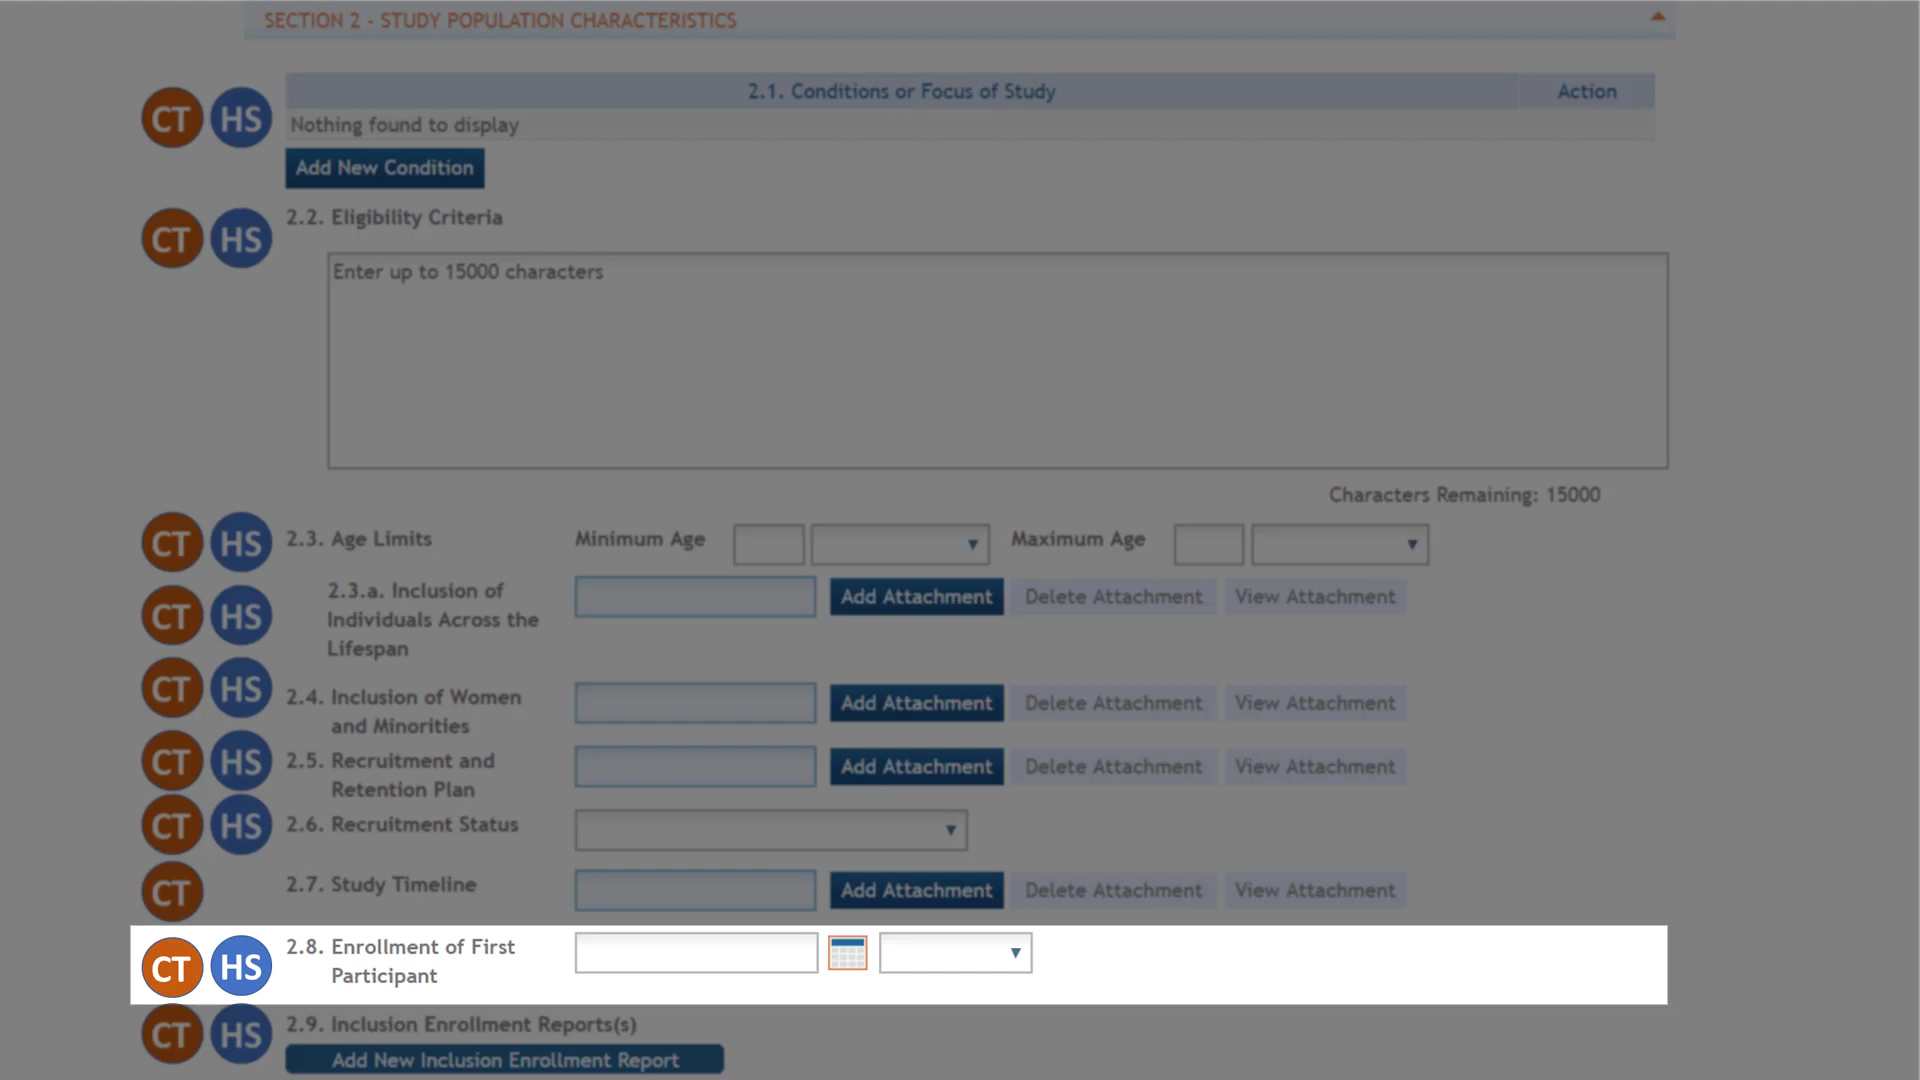 SECTION 2 - STUDY POPULATION CHARACTERISTICS
CT HS 2.1. Conditions or Focus of Study Action
Nothing found to display
Add New Condition
CT HS 2.2. Eligibility Criteria
Enter up to 15000 characters
Characters Remaining: 15000
CT HS 2.3. Age Limits Minimum Age Maximum Age
CT HS 2.3.a. Inclusion of Individuals Across the Lifespan Add Attachment Delete Attachment View Attachment
CT HS 2.4. Inclusion of Women and Minorities Add Attachment Delete Attachment View Attachment
CT HS 2.5. Recruitment and Retention Plan Add Attachment Delete Attachment View Attachment
CT HS 2.6. Recruitment Status
CT 2.7. Study Timeline Add Attachment Delete Attachment View Attachment
CT HS 2.8. Enrollment of First Participant
CT HS 2.9. Inclusion Enrollment Reports(s)
Add New Inclusion Enrollment Report